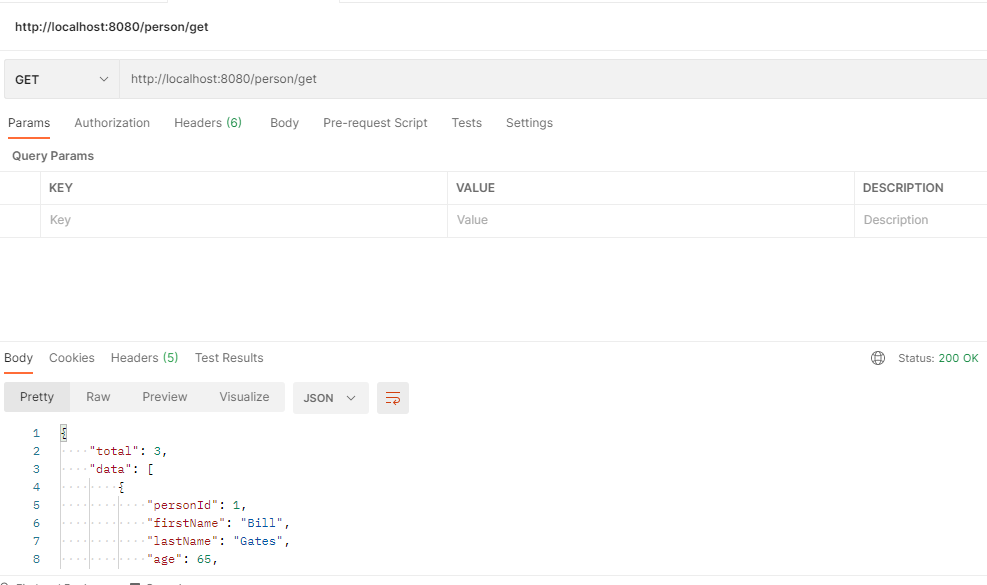 http://localhost:8080/person/get
GET http://localhost:8080/person/get
Params Authorization Headers (6) Body Pre-request Script Tests Settings
Query Params
KEY VALUE DESCRIPTION
Key Value Description
Body Cookies Headers (5) Test Results Status: 200 OK
Pretty Raw Preview Visualize JSON
1 {
2 "total": 3,
3 "data": [
4 {
5 "personId": 1,
6 "firstName": "Bill",
7 "lastName": "Gates",
8 "age": 65,